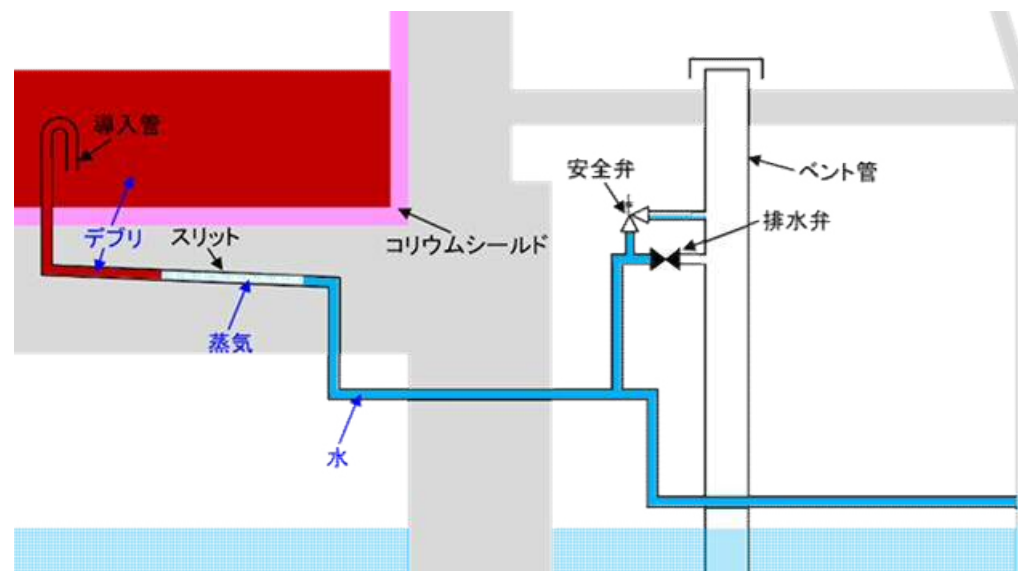 導入管
安全弁
ベント管
排水弁
デブリ
スリット
コリウムシールド
蒸気
水